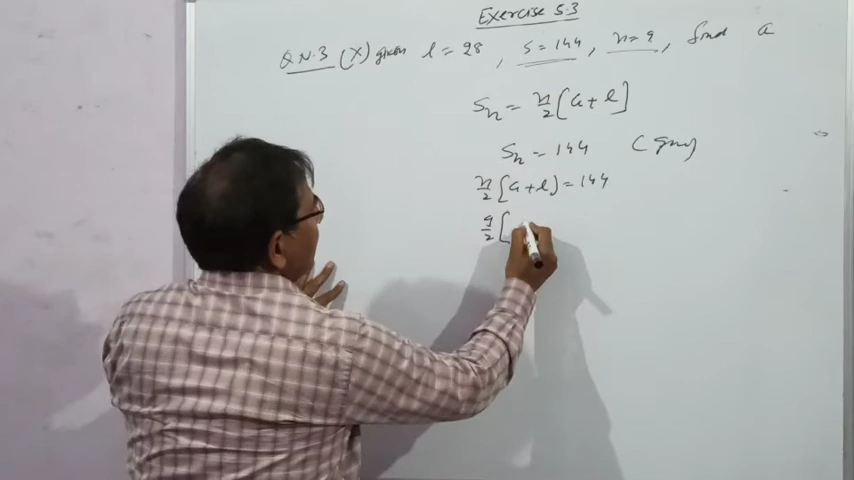 Exercise 5.3
Q.N.3 (X) given l = 28, S = 144, n = 9, find a
Sn = n/2 [a + l]
Sn = 144 (given)
n/2 [a + l] = 144
9/2 [